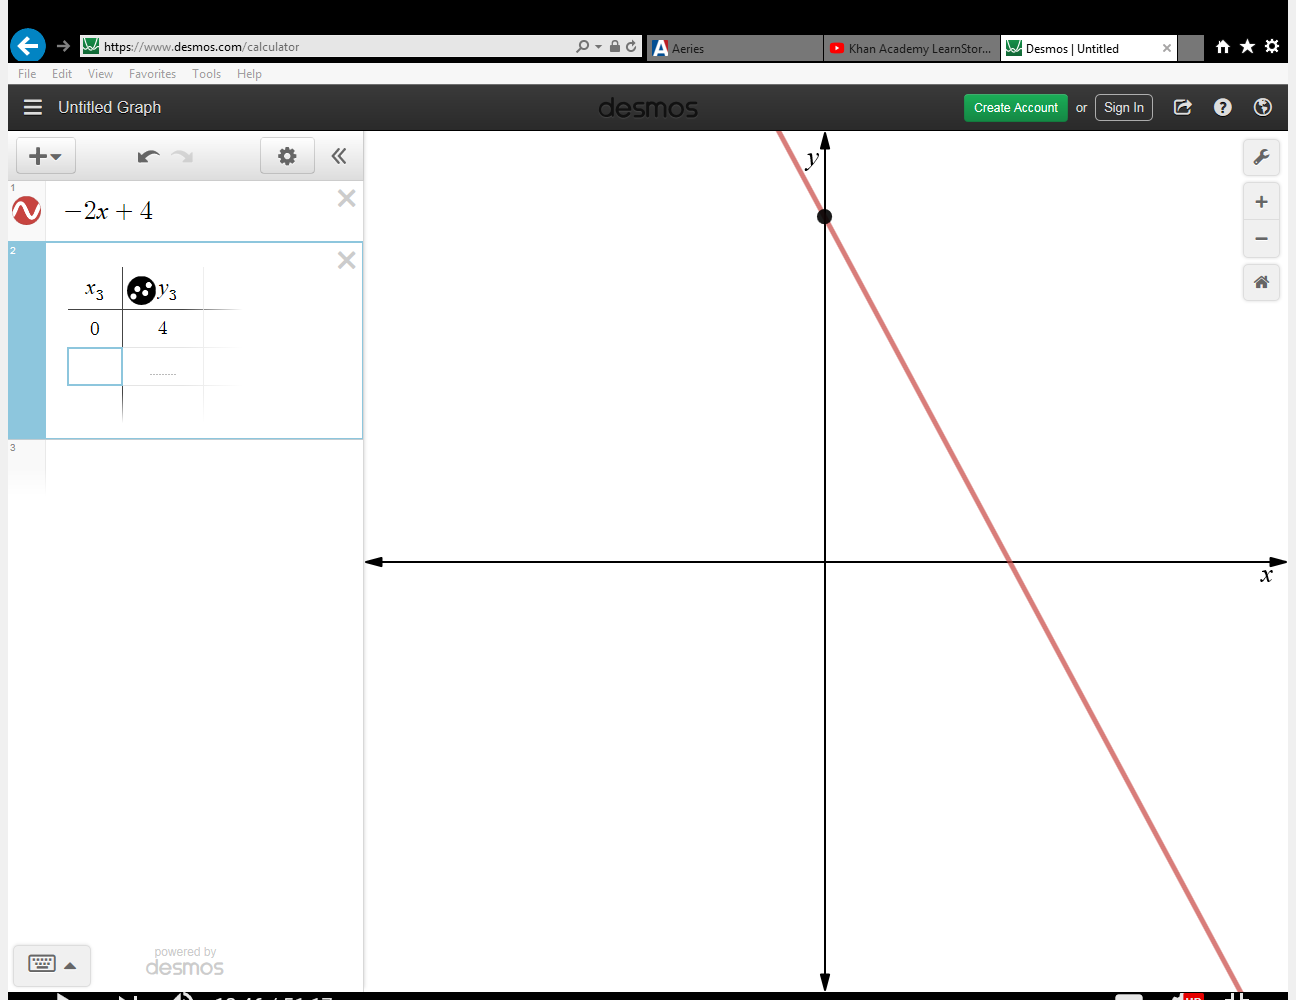 https://www.desmos.com/calculator
Aeries
Khan Academy LearnStor...
Desmos | Untitled
File Edit View Favorites Tools Help
Untitled Graph
desmos
Create Account or Sign In
1
−2x + 4
2
x₃ y₃
0 4
3
y
x
powered by
desmos